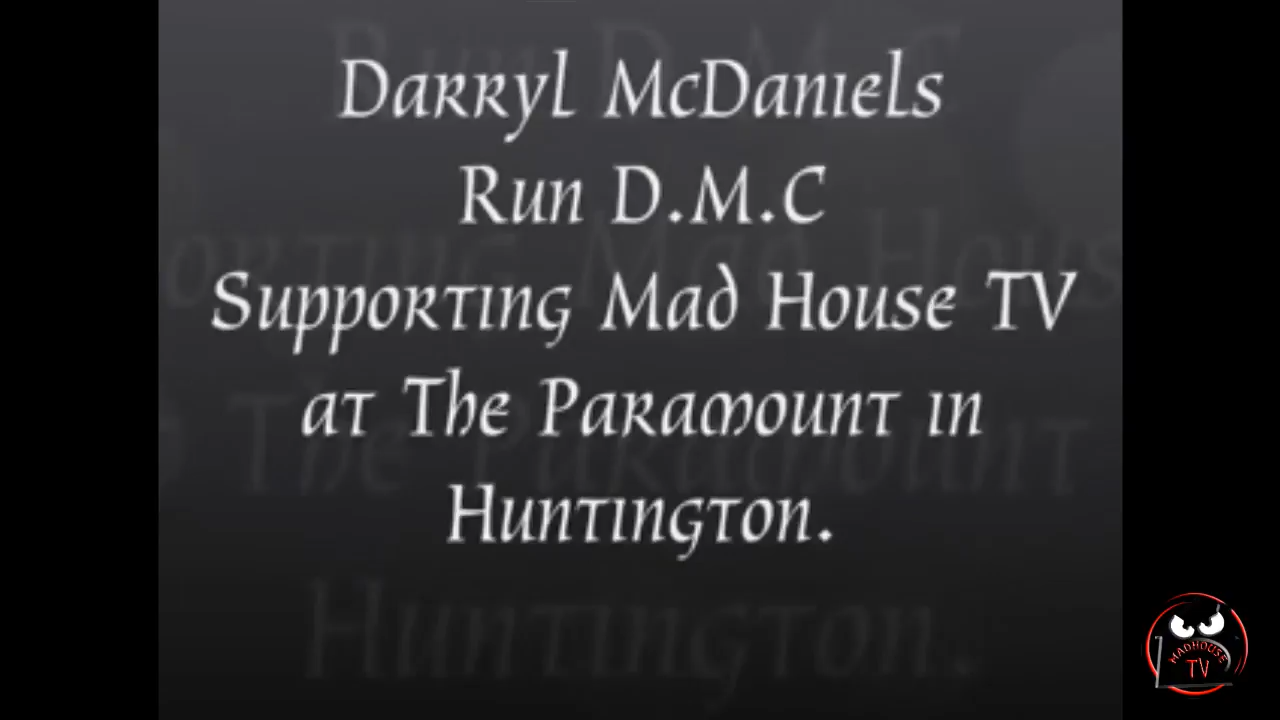 Darryl McDaniels
Run D.M.C
Supporting Mad House TV
at The Paramount in
Huntington.
MADHOUSE
TV